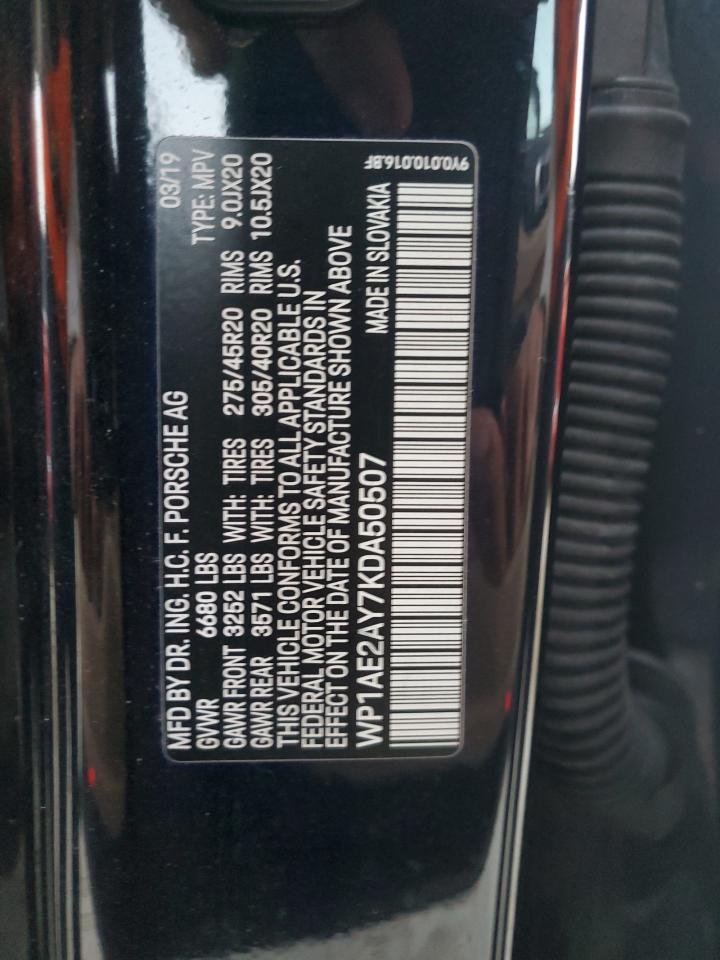 MFD BY DR. ING. H.C. F. PORSCHE AG 03/19
GVWR 6680 LBS TYPE: MPV
GAWR FRONT 3252 LBS WITH: TIRES 275/45R20 RIMS 9.0JX20
GAWR REAR 3571 LBS WITH: TIRES 305/40R20 RIMS 10.5JX20
THIS VEHICLE CONFORMS TO ALL APPLICABLE U.S.
FEDERAL MOTOR VEHICLE SAFETY STANDARDS IN
EFFECT ON THE DATE OF MANUFACTURE SHOWN ABOVE
WP1AE2AY7KDA50507 MADE IN SLOVAKIA 9Y0.010.016.BF